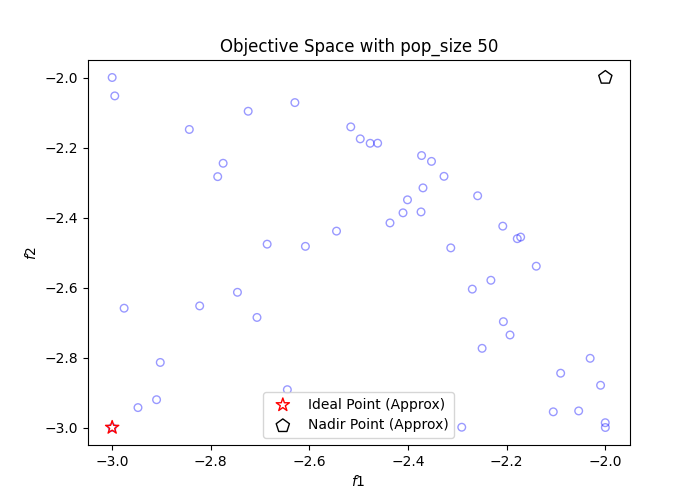 Objective Space with pop_size 50
f2
−2.0
−2.2
−2.4
−2.6
−2.8
−3.0
Ideal Point (Approx)
Nadir Point (Approx)
−3.0 −2.8 −2.6 −2.4 −2.2 −2.0
f1